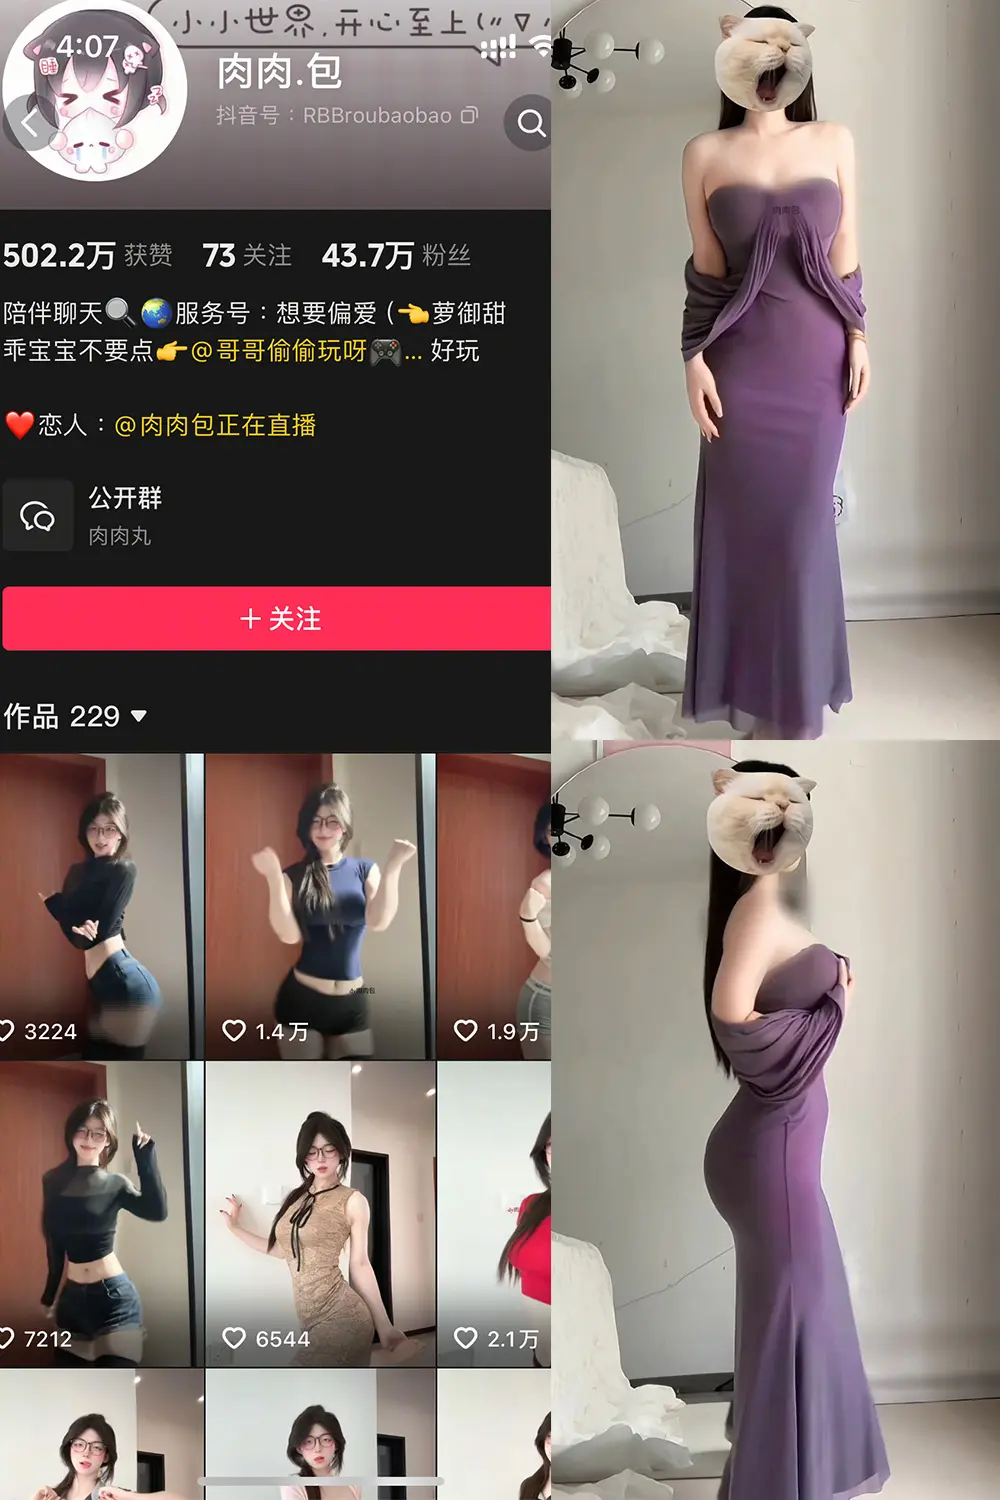 小小世界.开心至上(〃∇〃
4:07
睡
肉肉.包
抖音号：RBBroubaobao
502.2万 获赞 73 关注 43.7万 粉丝
陪伴聊天🔍🌏服务号：想要偏爱 (👈萝御甜
乖宝宝不要点👉@哥哥偷偷玩呀🎮... 好玩
❤️恋人：@肉肉包正在直播
公开群
肉肉丸
+ 关注
作品 229
3224
1.4万
1.9万
7212
6544
2.1万
肉肉包